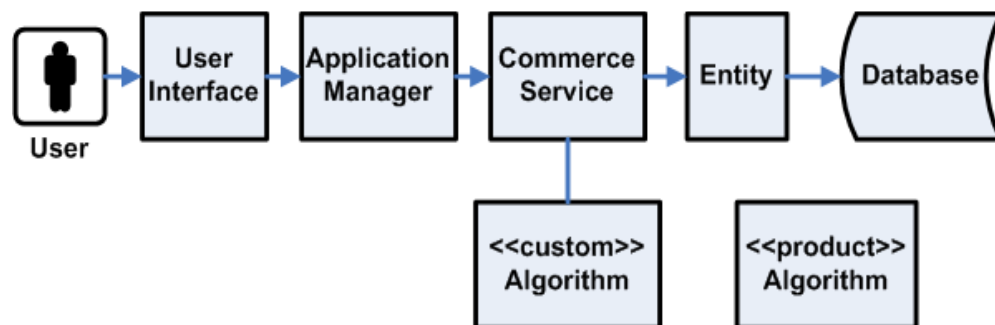 User
User
Interface
Application
Manager
Commerce
Service
Entity
Database
<<custom>>
Algorithm
<<product>>
Algorithm